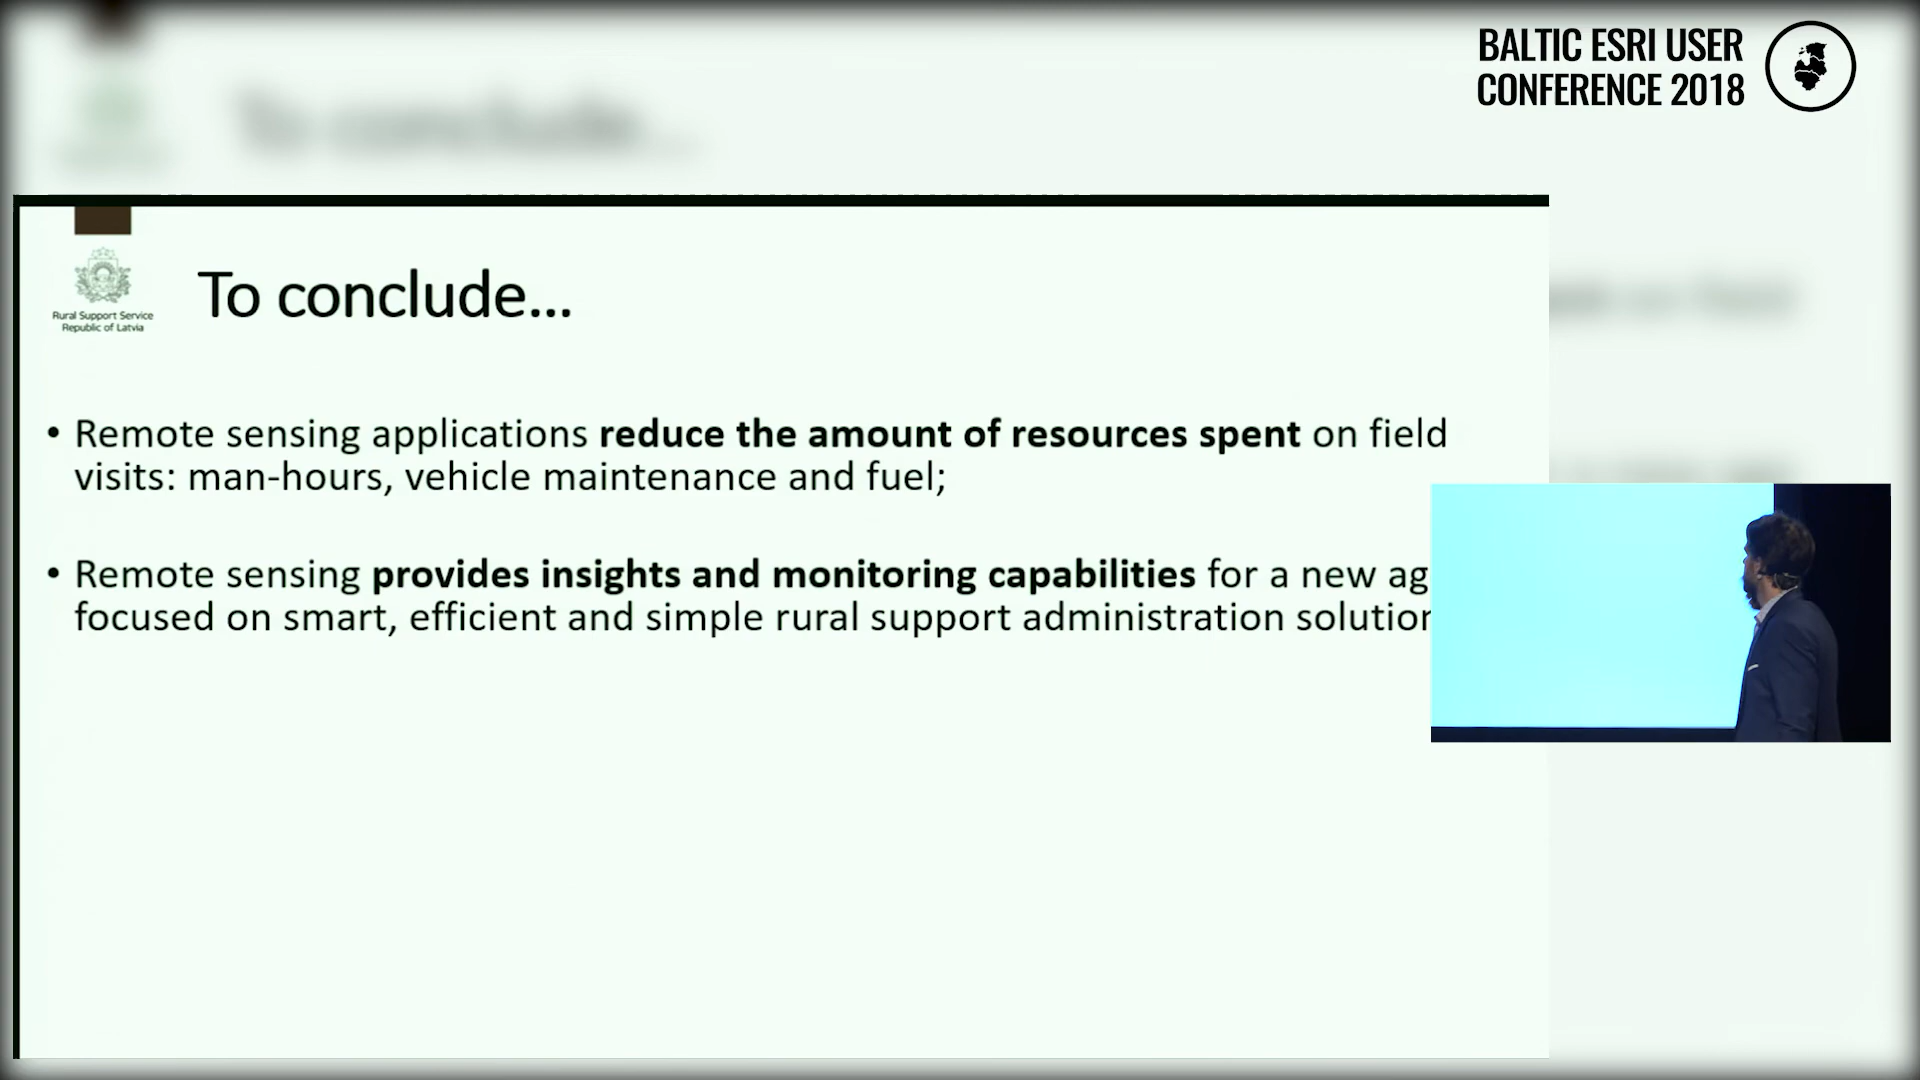 BALTIC ESRI USER
CONFERENCE 2018
To conclude...
Rural Support Service
Republic of Latvia
To conclude...
• Remote sensing applications reduce the amount of resources spent on field
visits: man-hours, vehicle maintenance and fuel;
• Remote sensing provides insights and monitoring capabilities for a new
focused on smart, efficient and simple rural support administration